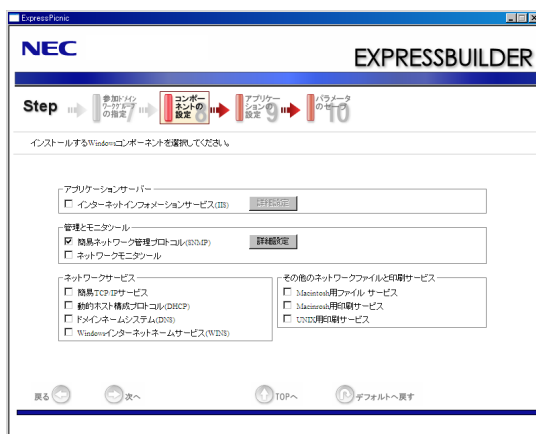 ExpressPicnic
NEC
EXPRESSBUILDER
Step
参加ドメイン
ワークグループ
の指定
7
コンポー
ネントの
設定
8
アプリケー
ションの
設定
9
パラメータ
のセーブ
10
インストールするWindowsコンポーネントを選択してください。
アプリケーションサーバー
インターネットインフォメーションサービス(IIS)
詳細設定
管理とモニタツール
簡易ネットワーク管理プロトコル(SNMP)
詳細設定
ネットワークモニタツール
ネットワークサービス
簡易TCP/IPサービス
動的ホスト構成プロトコル(DHCP)
ドメインネームシステム(DNS)
Windowsインターネットネームサービス(WINS)
その他のネットワークファイルと印刷サービス
Macintosh用ファイル サービス
Macintosh用印刷サービス
UNIX用印刷サービス
戻る
次へ
TOPへ
デフォルトへ戻す